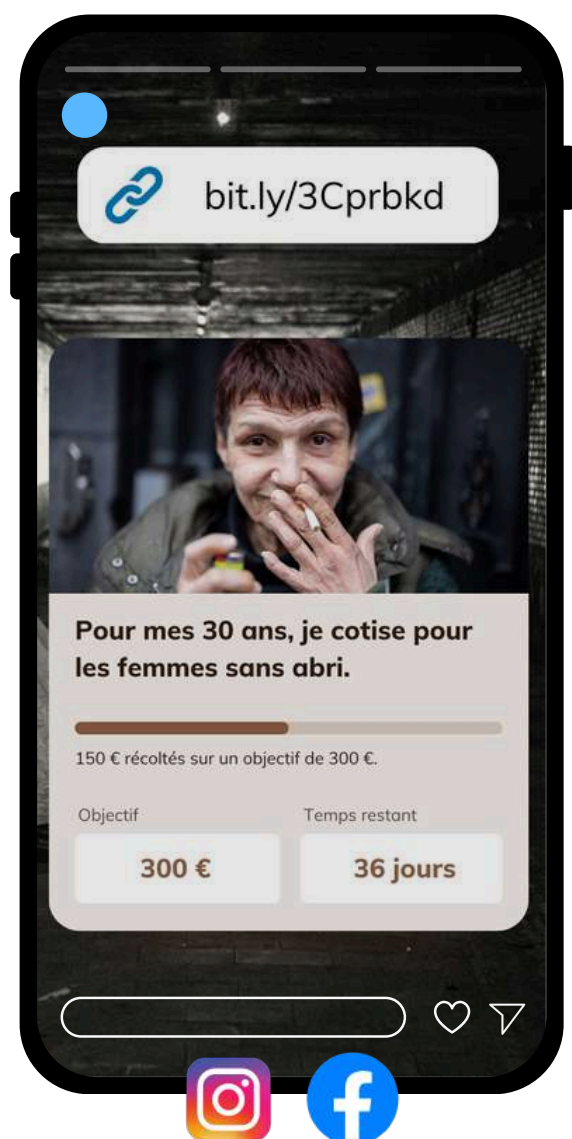 bit.ly/3Cprbkd
Pour mes 30 ans, je cotise pour
les femmes sans abri.
150 € récoltés sur un objectif de 300 €.
Objectif
Temps restant
300 €
36 jours